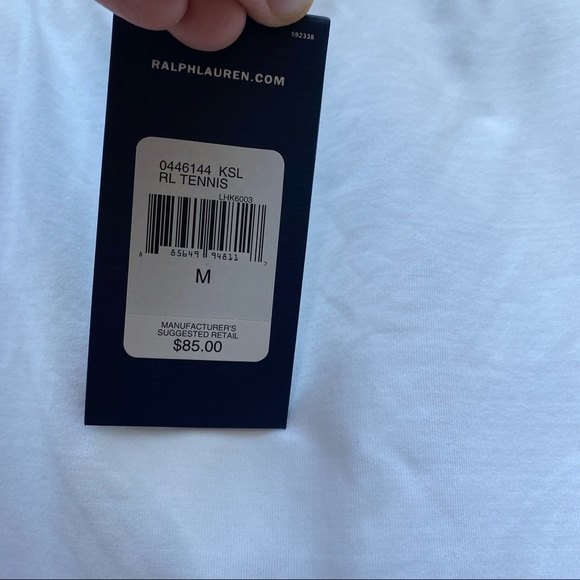 592338
RALPHLAUREN.COM
0446144 KSL
RL TENNIS
LHK6003
8 85649 94811 7
M
MANUFACTURER'S
SUGGESTED RETAIL
$85.00